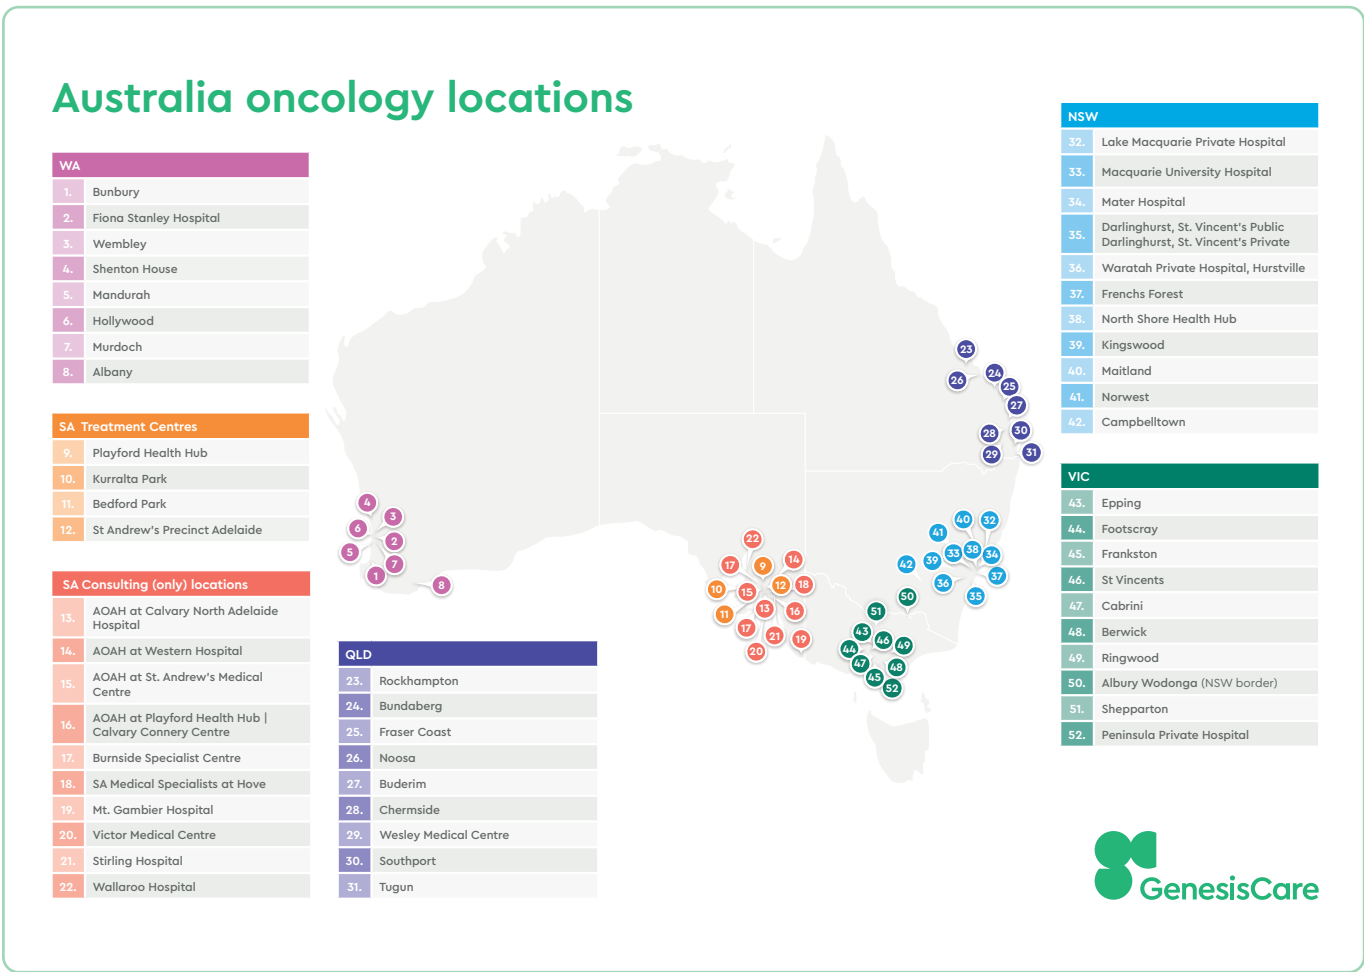 Australia oncology locations
WA
1. Bunbury
2. Fiona Stanley Hospital
3. Wembley
4. Shenton House
5. Mandurah
6. Hollywood
7. Murdoch
8. Albany
SA Treatment Centres
9. Playford Health Hub
10. Kurralta Park
11. Bedford Park
12. St Andrew's Precinct Adelaide
SA Consulting (only) locations
13. AOAH at Calvary North Adelaide
Hospital
14. AOAH at Western Hospital
15. AOAH at St. Andrew's Medical
Centre
16. AOAH at Playford Health Hub |
Calvary Connery Centre
17. Burnside Specialist Centre
18. SA Medical Specialists at Hove
19. Mt. Gambier Hospital
20. Victor Medical Centre
21. Stirling Hospital
22. Wallaroo Hospital
QLD
23. Rockhampton
24. Bundaberg
25. Fraser Coast
26. Noosa
27. Buderim
28. Chermside
29. Wesley Medical Centre
30. Southport
31. Tugun
4
3
6
2
5
7
1
8
22
17
9
14
10
15
12
18
11
13
16
17
21
19
20
23
26
24
25
27
28
30
29
31
40
32
41
33
38
34
39
42
36
37
35
50
51
43
46
49
44
47
48
45
52
NSW
32. Lake Macquarie Private Hospital
33. Macquarie University Hospital
34. Mater Hospital
35. Darlinghurst, St. Vincent's Public
Darlinghurst, St. Vincent's Private
36. Waratah Private Hospital, Hurstville
37. Frenchs Forest
38. North Shore Health Hub
39. Kingswood
40. Maitland
41. Norwest
42. Campbelltown
VIC
43. Epping
44. Footscray
45. Frankston
46. St Vincents
47. Cabrini
48. Berwick
49. Ringwood
50. Albury Wodonga (NSW border)
51. Shepparton
52. Peninsula Private Hospital
GenesisCare